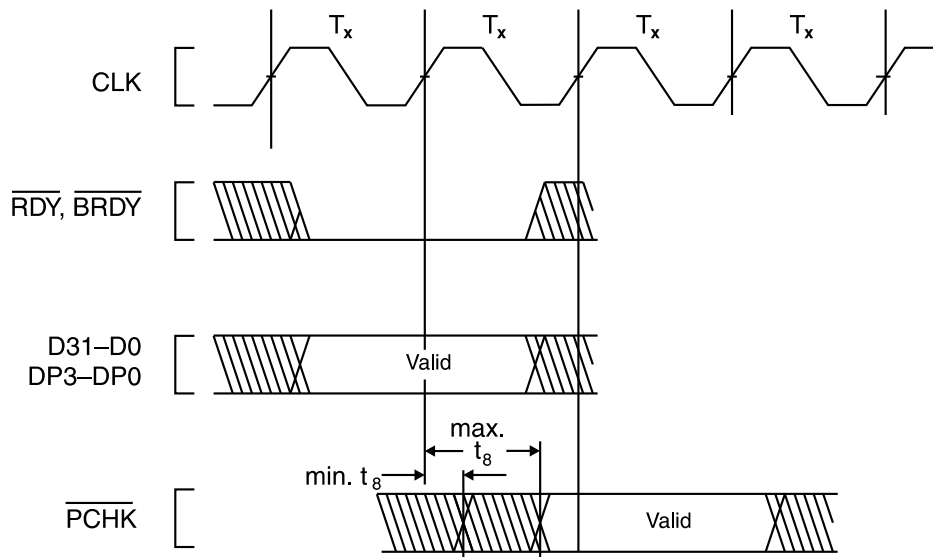 Tx Tx Tx Tx
CLK
RDY, BRDY
D31–D0
DP3–DP0
Valid
max.
t8
min. t8
PCHK
Valid